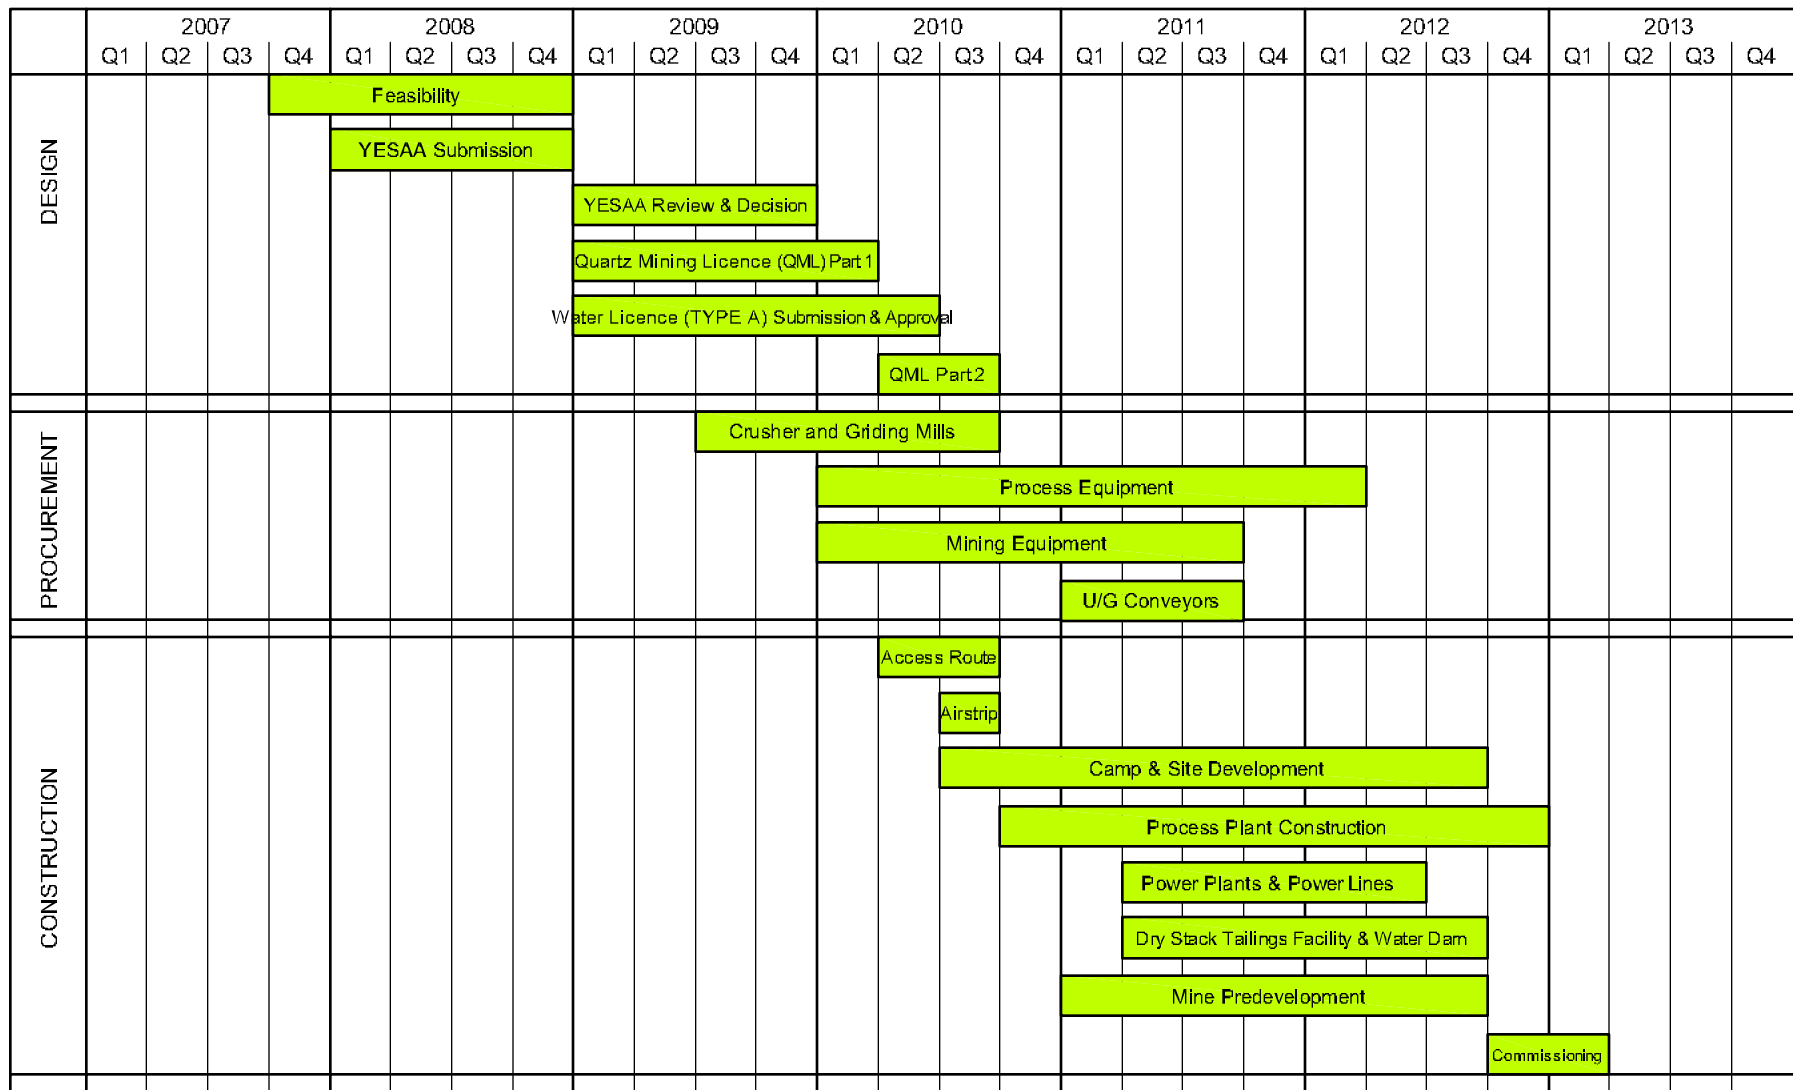 2007 2008 2009 2010 2011 2012 2013
Q1 Q2 Q3 Q4 Q1 Q2 Q3 Q4 Q1 Q2 Q3 Q4 Q1 Q2 Q3 Q4 Q1 Q2 Q3 Q4 Q1 Q2 Q3 Q4 Q1 Q2 Q3 Q4
DESIGN
Feasibility
YESAA Submission
YESAA Review & Decision
Quartz Mining Licence (QML) Part 1
Water Licence (TYPE A) Submission & Approval
QML Part 2
PROCUREMENT
Crusher and Griding Mills
Process Equipment
Mining Equipment
U/G Conveyors
CONSTRUCTION
Access Route
Airstrip
Camp & Site Development
Process Plant Construction
Power Plants & Power Lines
Dry Stack Tailings Facility & Water Dam
Mine Predevelopment
Commissioning